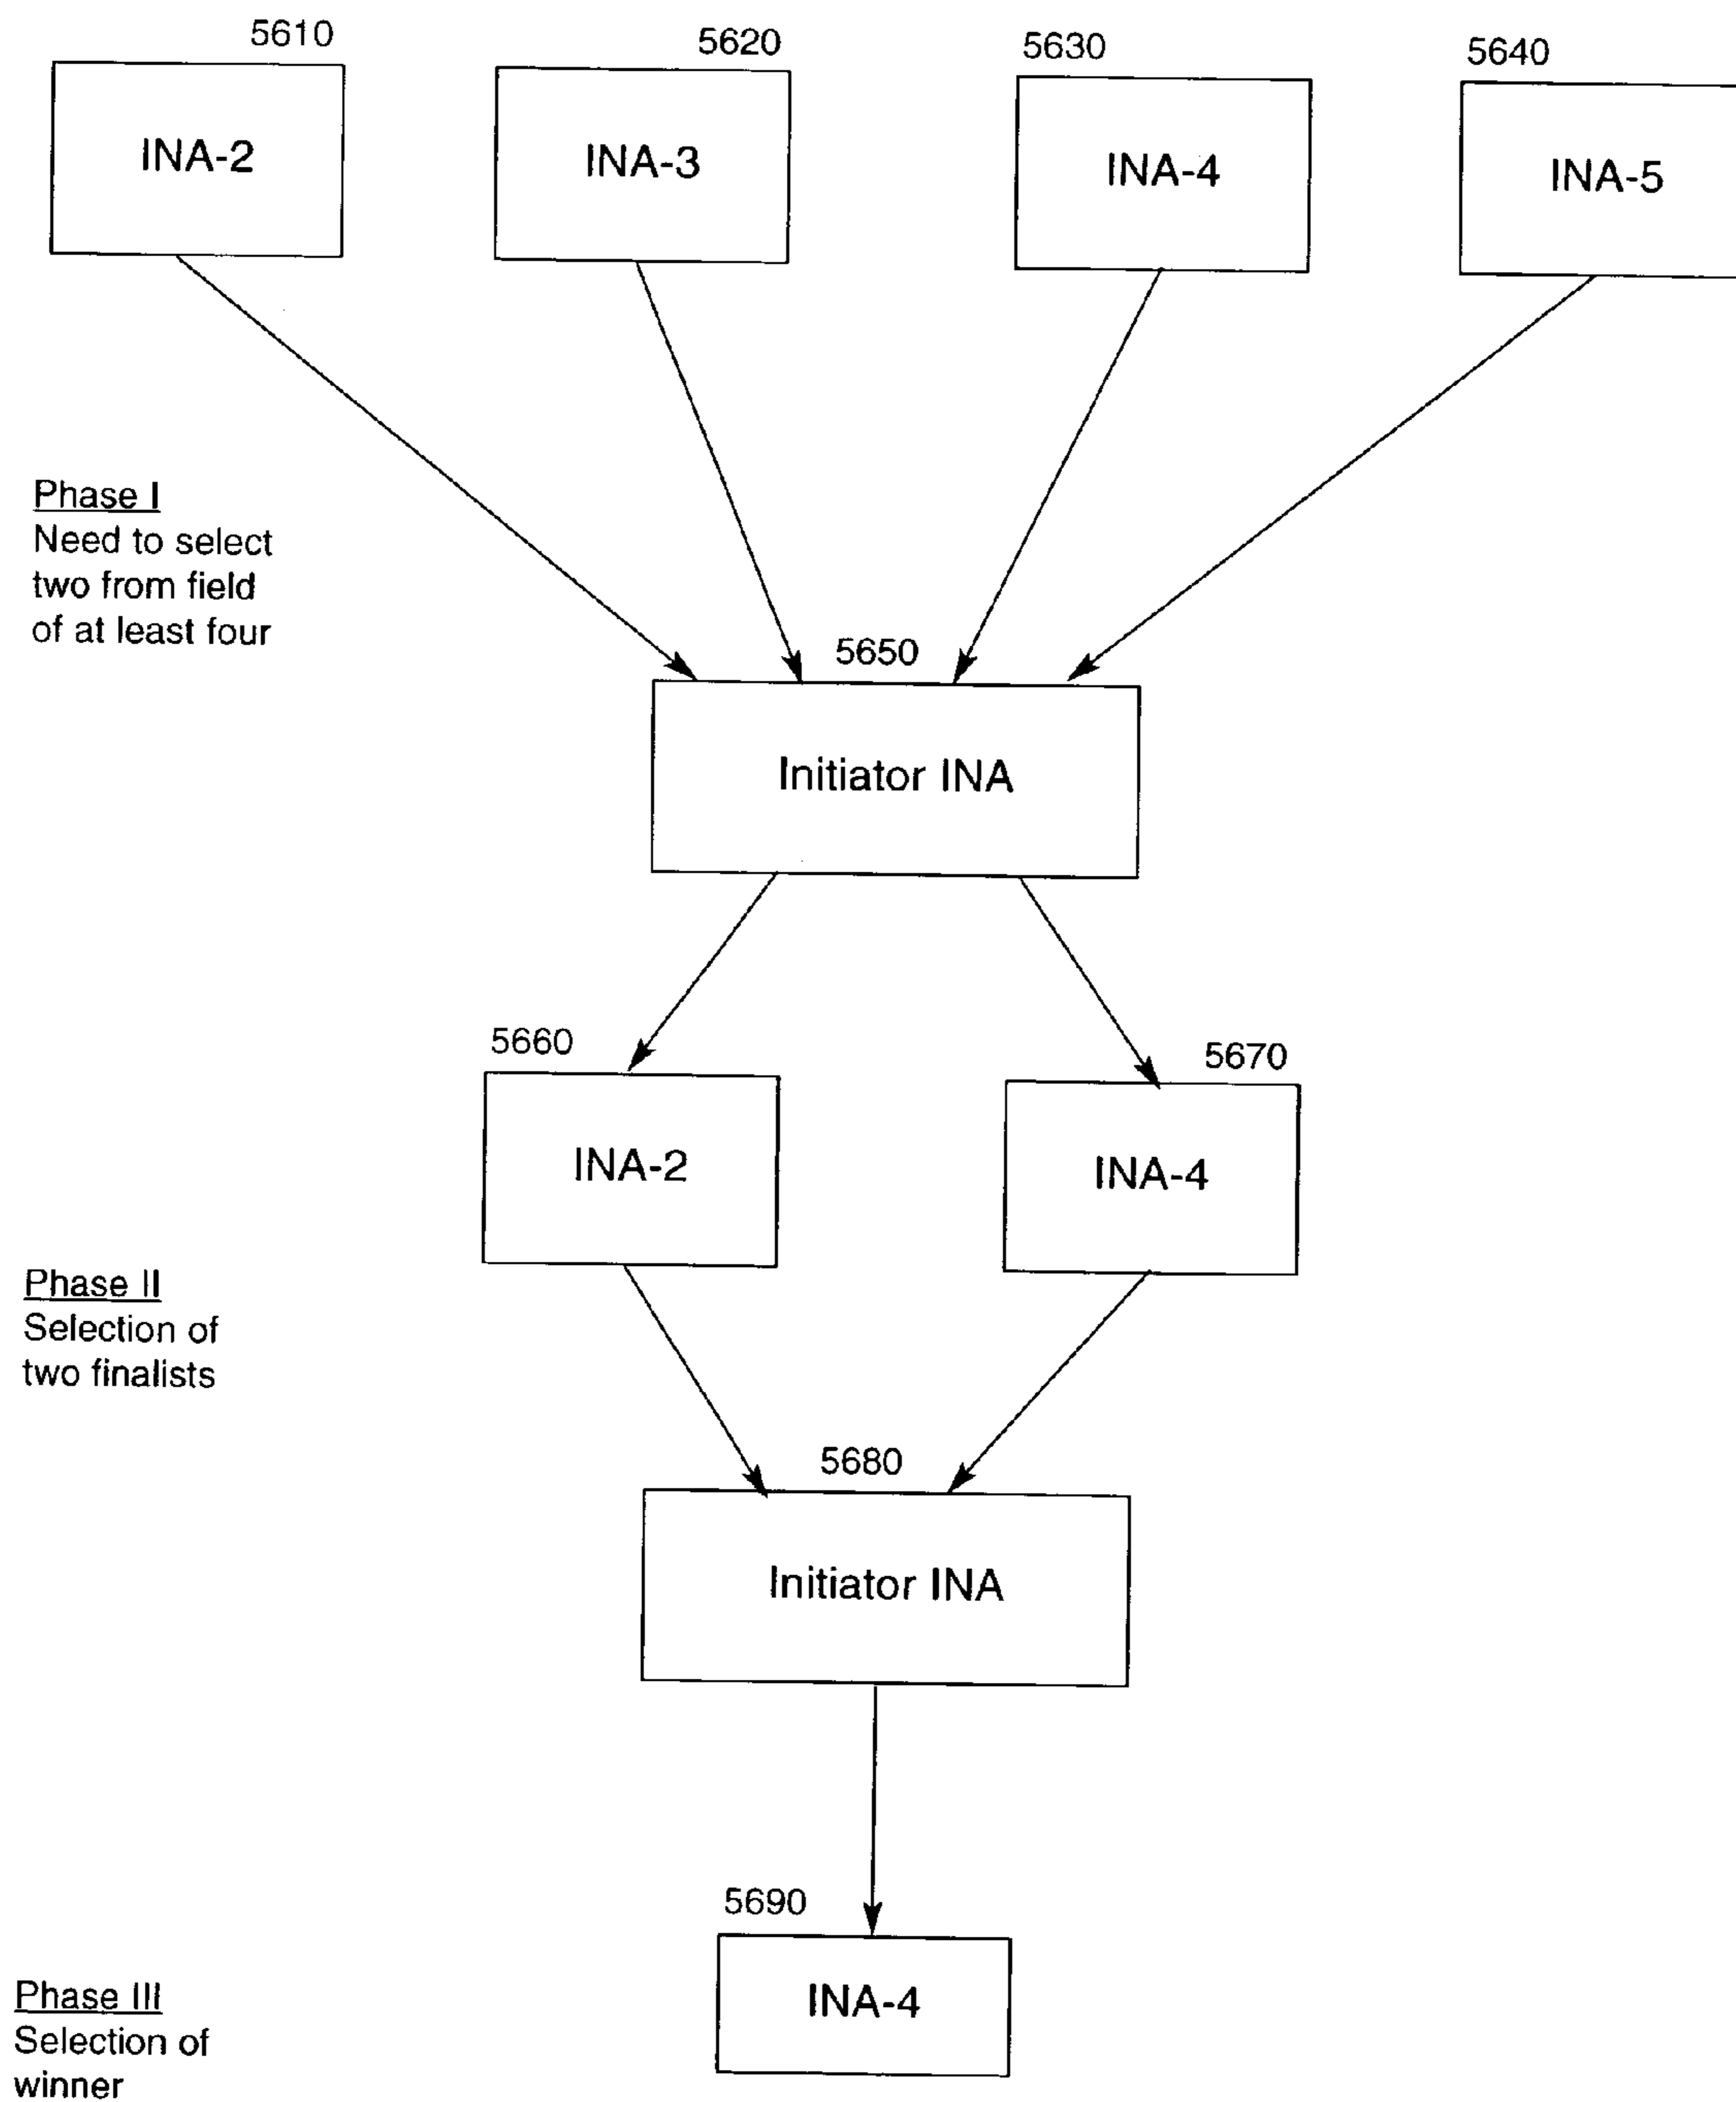 5610
5620
5630
5640
INA-2
INA-3
INA-4
INA-5
Phase I
Need to select
two from field
of at least four
5650
Initiator INA
5660
5670
INA-2
INA-4
Phase II
Selection of
two finalists
5680
Initiator INA
5690
INA-4
Phase III
Selection of
winner